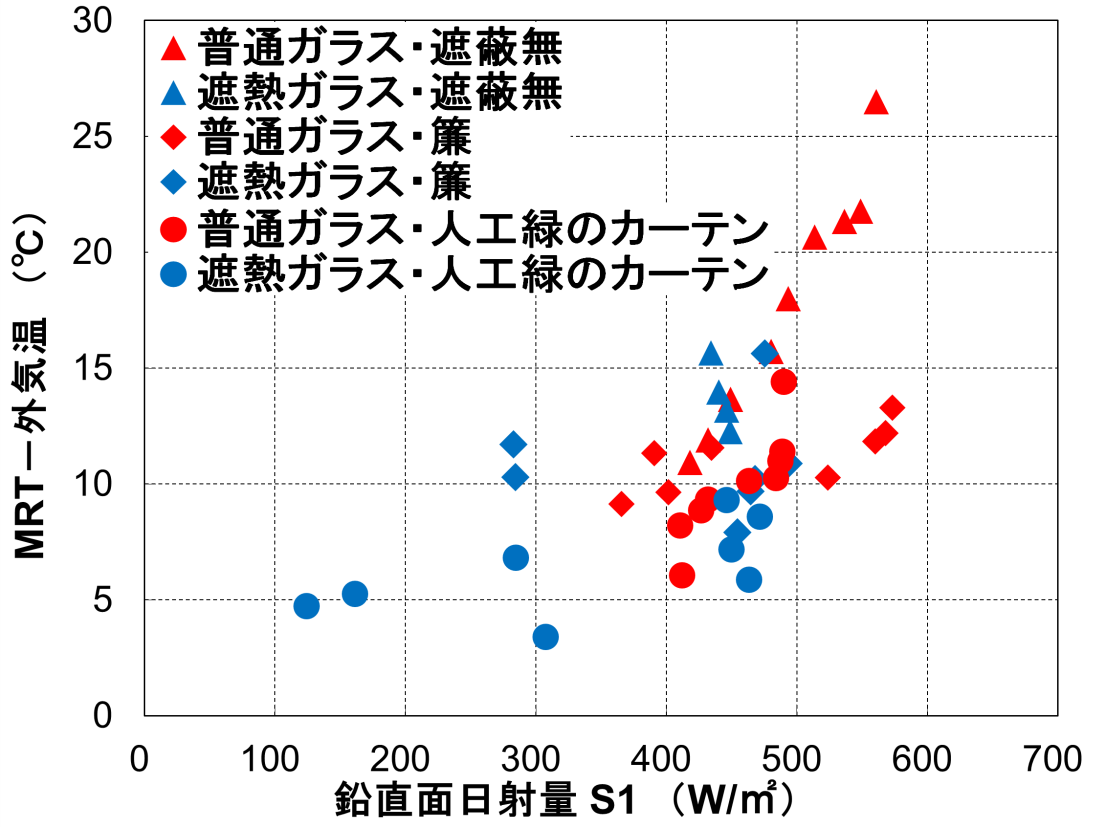 30
25
20
15
10
5
0
MRT－外気温 （℃）
▲ 普通ガラス・遮蔽無
▲ 遮熱ガラス・遮蔽無
◆ 普通ガラス・簾
◆ 遮熱ガラス・簾
● 普通ガラス・人工緑のカーテン
● 遮熱ガラス・人工緑のカーテン
0 100 200 300 400 500 600 700
鉛直面日射量 S1 （W/㎡）